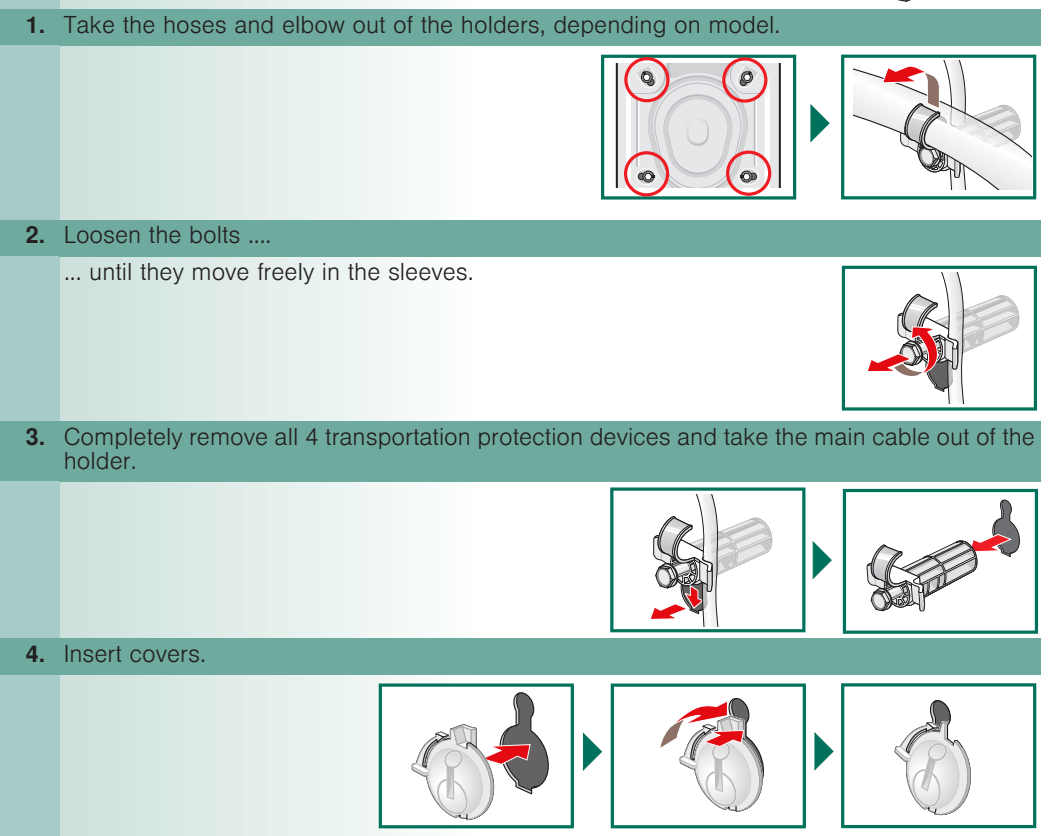 1. Take the hoses and elbow out of the holders, depending on model.
2. Loosen the bolts ....
... until they move freely in the sleeves.
3. Completely remove all 4 transportation protection devices and take the main cable out of the
holder.
4. Insert covers.